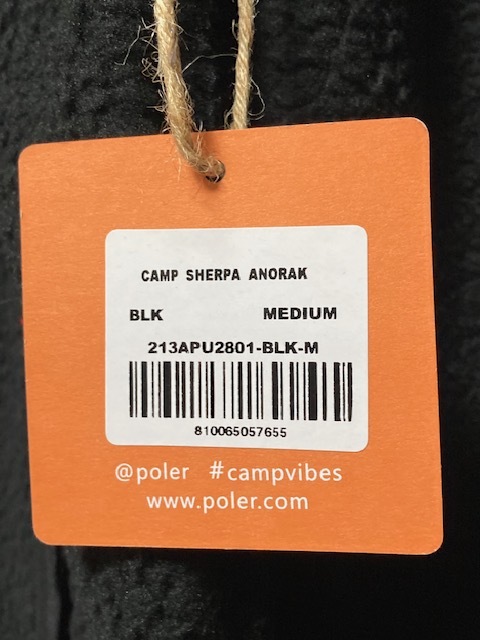 CAMP SHERPA ANORAK
BLK MEDIUM
213APU2801-BLK-M
810065057655
@poler #campvibes
www.poler.com